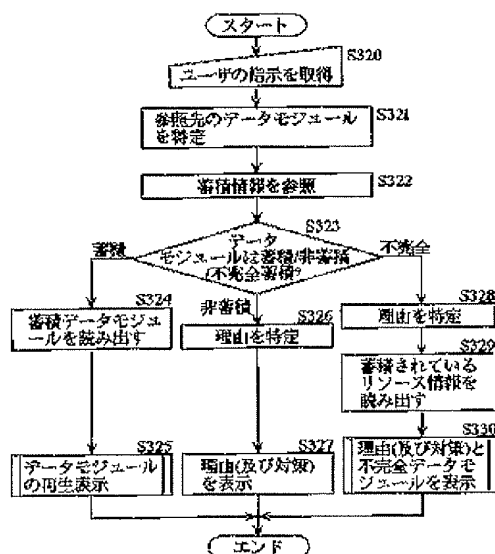 スタート
S320
ユーザの指示を取得
S321
参照先のデータモジュール
を特定
S322
蓄積情報を参照
S323
データ
モジュールは蓄積/非蓄積
/不完全蓄積?
蓄積
非蓄積
不完全
S324
蓄積データモジュ
ールを読み出す
S326
理由を特定
S328
理由を特定
S329
蓄積されている
リソース情報を
読み出す
S325
データモジュール
の再生表示
S327
理由(及び対策)
を表示
S330
理由(及び対策)と
不完全データモ
ジュールを表示
エンド